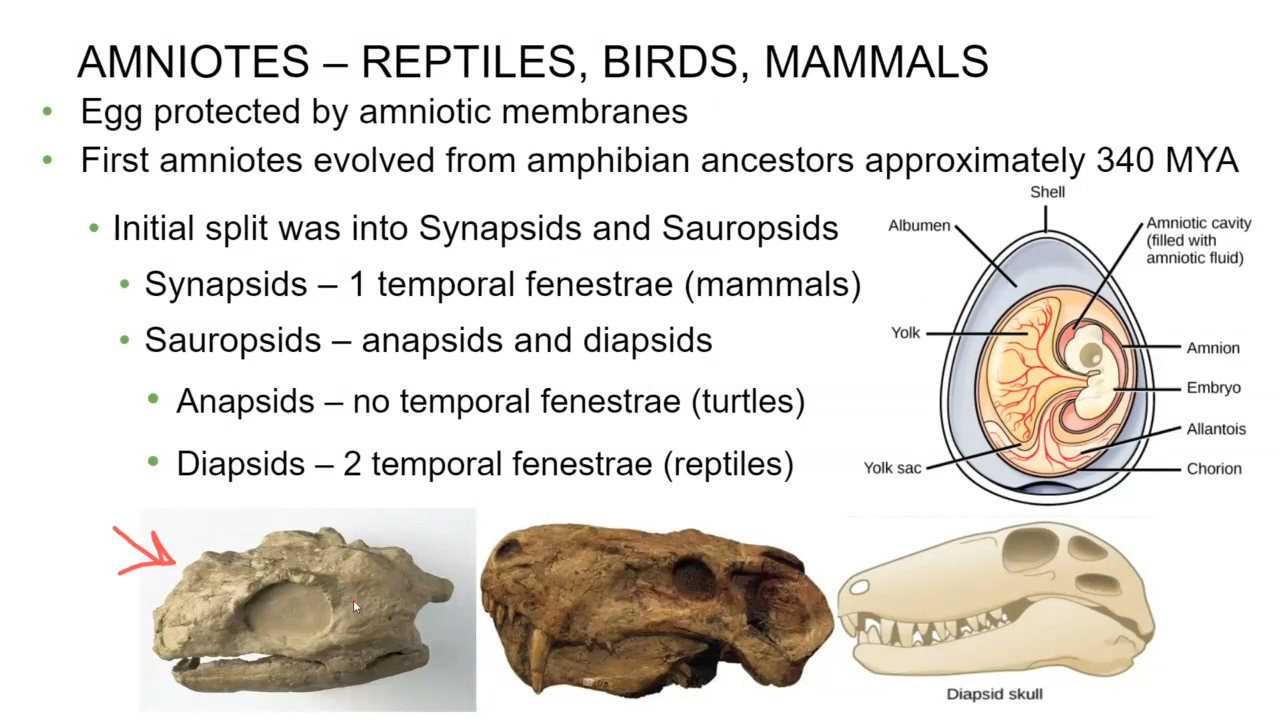 AMNIOTES – REPTILES, BIRDS, MAMMALS
• Egg protected by amniotic membranes
• First amniotes evolved from amphibian ancestors approximately 340 MYA
• Initial split was into Synapsids and Sauropsids
• Synapsids – 1 temporal fenestrae (mammals)
• Sauropsids – anapsids and diapsids
• Anapsids – no temporal fenestrae (turtles)
• Diapsids – 2 temporal fenestrae (reptiles)
Shell
Albumen
Amniotic cavity
(filled with
amniotic fluid)
Yolk
Amnion
Embryo
Allantois
Yolk sac
Chorion
Diapsid skull